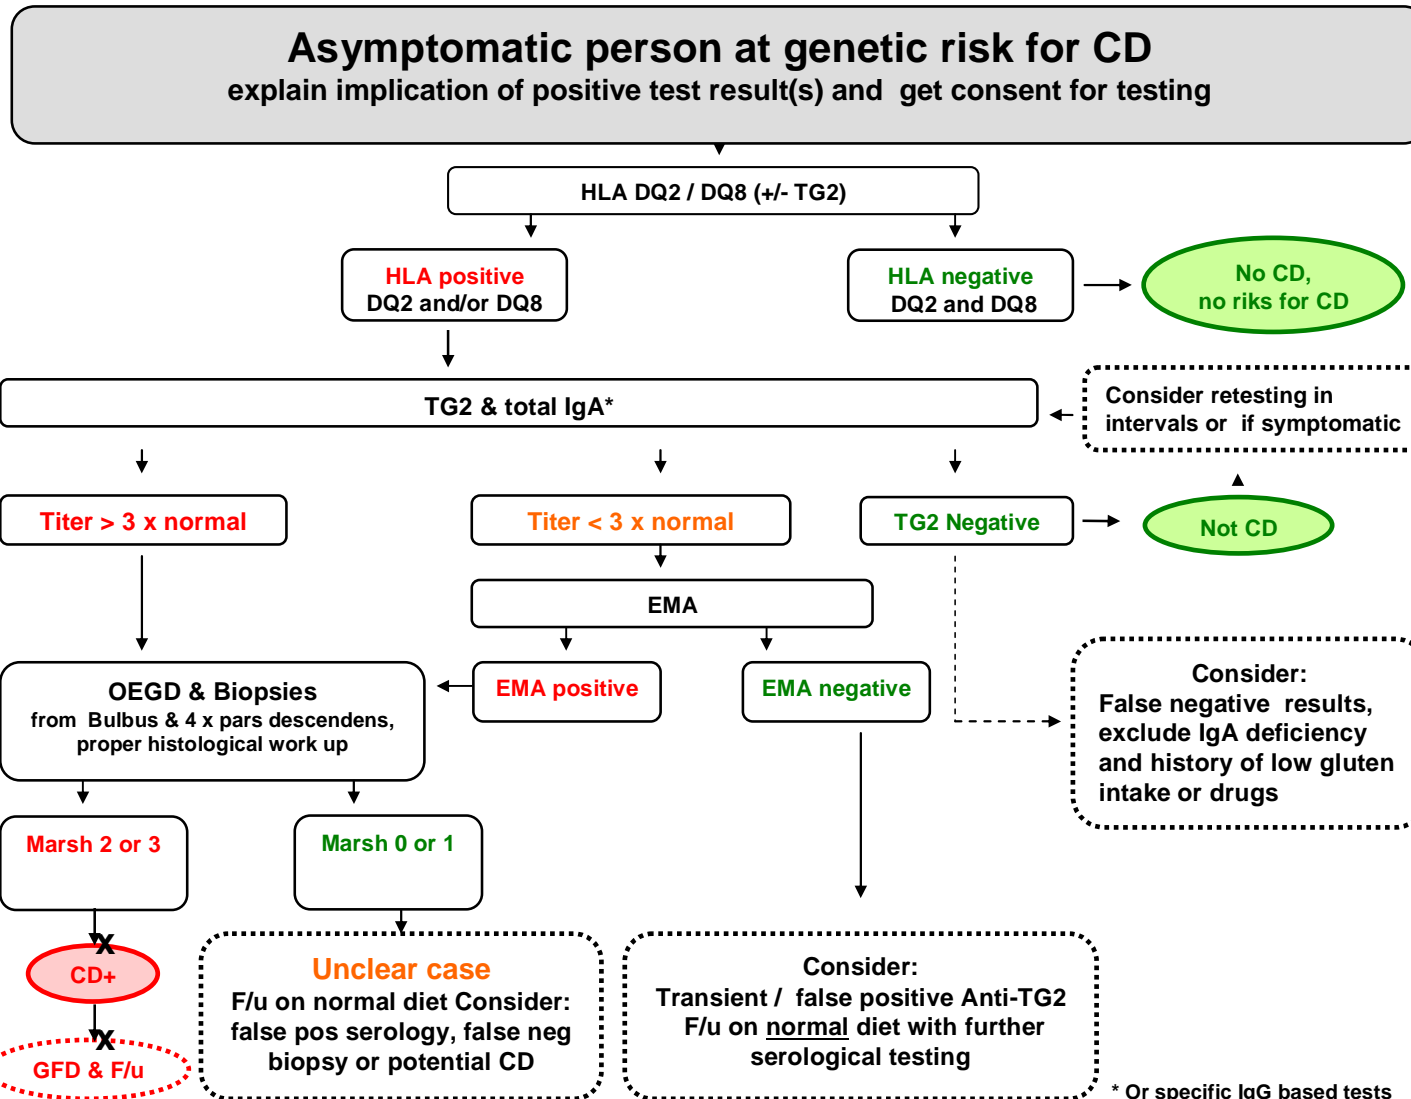 Asymptomatic person at genetic risk for CD
explain implication of positive test result(s) and get consent for testing
HLA DQ2 / DQ8 (+/- TG2)
HLA positive
DQ2 and/or DQ8
HLA negative
DQ2 and DQ8
No CD,
no riks for CD
TG2 & total IgA*
Consider retesting in
intervals or if symptomatic
Titer > 3 x normal
Titer < 3 x normal
TG2 Negative
Not CD
EMA
EMA positive
EMA negative
OEGD & Biopsies
from Bulbus & 4 x pars descendens,
proper histological work up
Consider:
False negative results,
exclude IgA deficiency
and history of low gluten
intake or drugs
Marsh 2 or 3
Marsh 0 or 1
X
CD+
X
GFD & F/u
Unclear case
F/u on normal diet Consider:
false pos serology, false neg
biopsy or potential CD
Consider:
Transient / false positive Anti-TG2
F/u on normal diet with further
serological testing
* Or specific IgG based tests